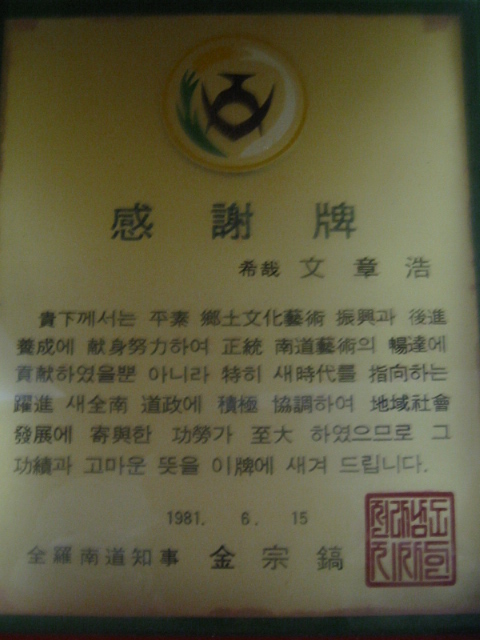 感謝牌
希哉 文章浩
貴下께서는 平素 鄕土文化藝術 振興과 後進
養成에 献身努力하여 正統 南道藝術의 暢達에
貢献하였을뿐 아니라 特히 새時代를 指向하는
躍進 새全南 道政에 積極 協調하여 地域社會
發展에 寄與한 功勞가 至大 하였으므로 그
功績과 고마운 뜻을 이牌에 새겨 드립니다.
1981. 6. 15
全羅南道知事 金宗鎬